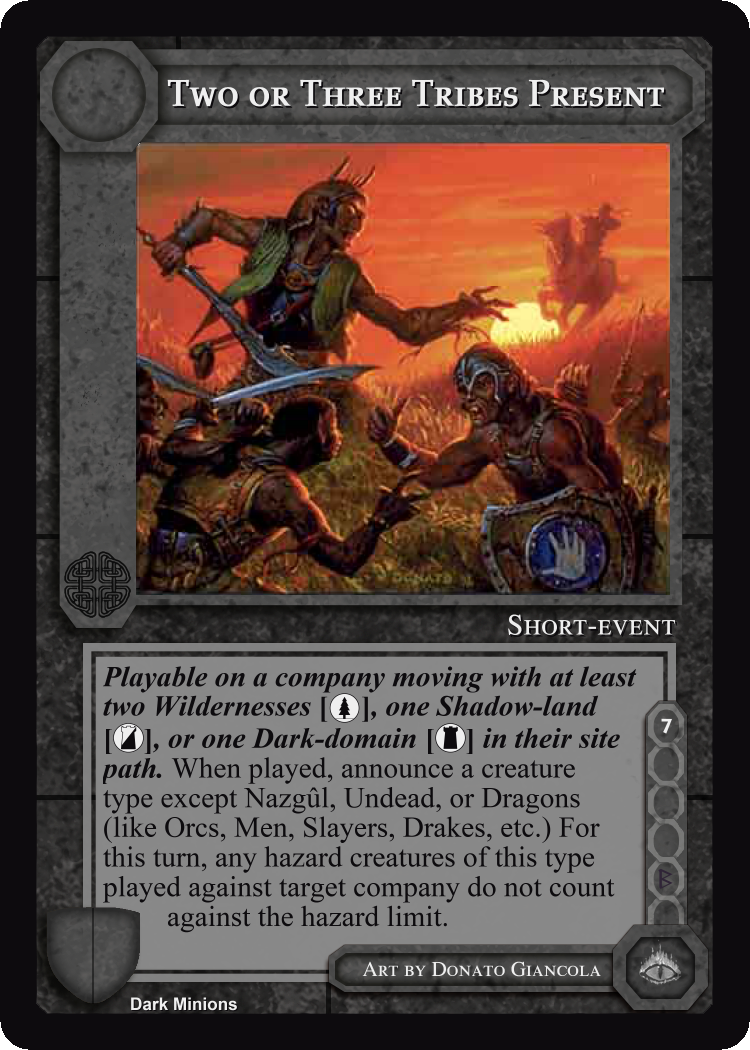 Two or Three Tribes Present
DONATO
Short-event
Playable on a company moving with at least
two Wildernesses [ ], one Shadow-land
[ ], or one Dark-domain [ ] in their site
path. When played, announce a creature
type except Nazgûl, Undead, or Dragons
(like Orcs, Men, Slayers, Drakes, etc.) For
this turn, any hazard creatures of this type
played against target company do not count
against the hazard limit.
7
Art by Donato Giancola
Dark Minions